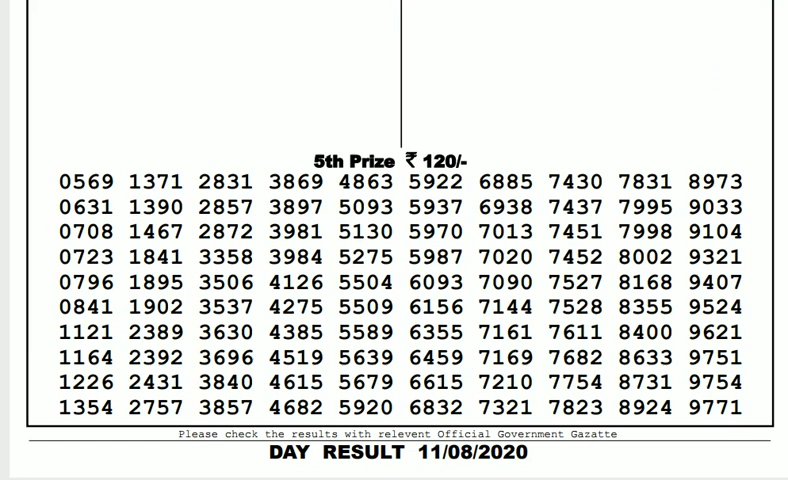 5th Prize ₹ 120/-
0569 1371 2831 3869 4863 5922 6885 7430 7831 8973
0631 1390 2857 3897 5093 5937 6938 7437 7995 9033
0708 1467 2872 3981 5130 5970 7013 7451 7998 9104
0723 1841 3358 3984 5275 5987 7020 7452 8002 9321
0796 1895 3506 4126 5504 6093 7090 7527 8168 9407
0841 1902 3537 4275 5509 6156 7144 7528 8355 9524
1121 2389 3630 4385 5589 6355 7161 7611 8400 9621
1164 2392 3696 4519 5639 6459 7169 7682 8633 9751
1226 2431 3840 4615 5679 6615 7210 7754 8731 9754
1354 2757 3857 4682 5920 6832 7321 7823 8924 9771
Please check the results with relevent Official Government Gazatte
DAY RESULT 11/08/2020